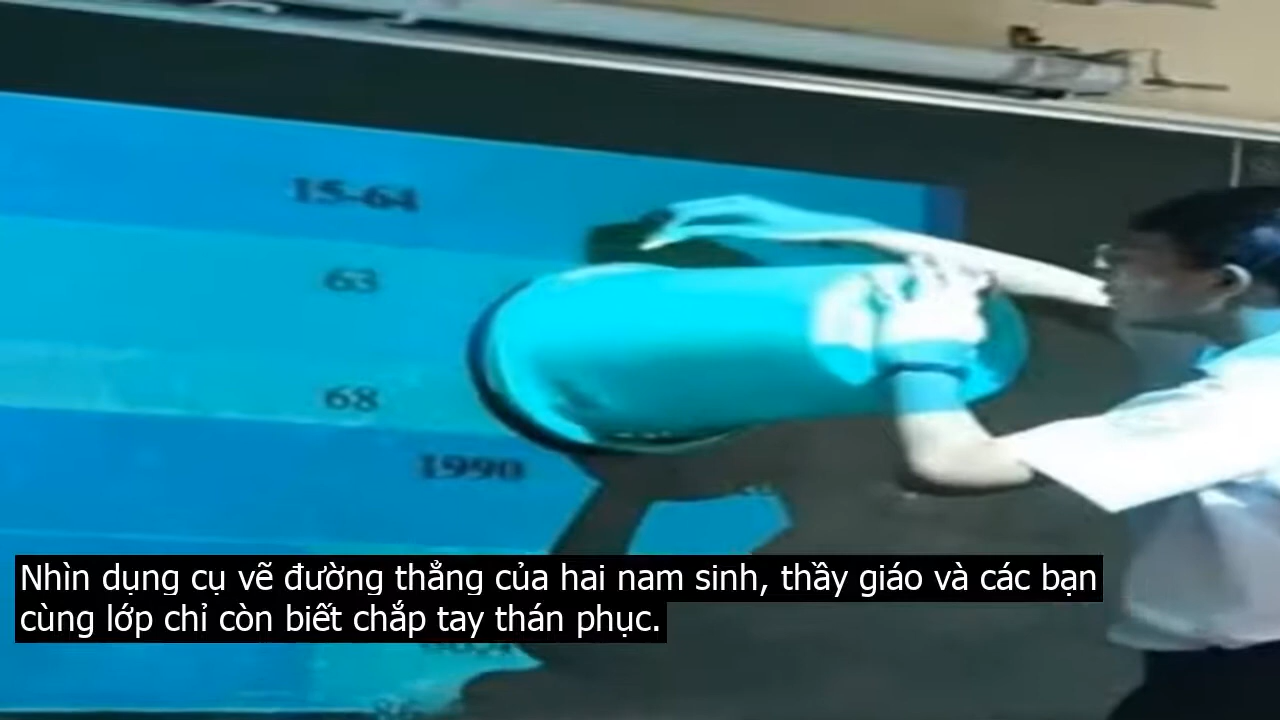 15-64
63
68
1990
Nhìn dụng cụ vẽ đường thẳng của hai nam sinh, thầy giáo và các bạn
cùng lớp chỉ còn biết chắp tay thán phục.